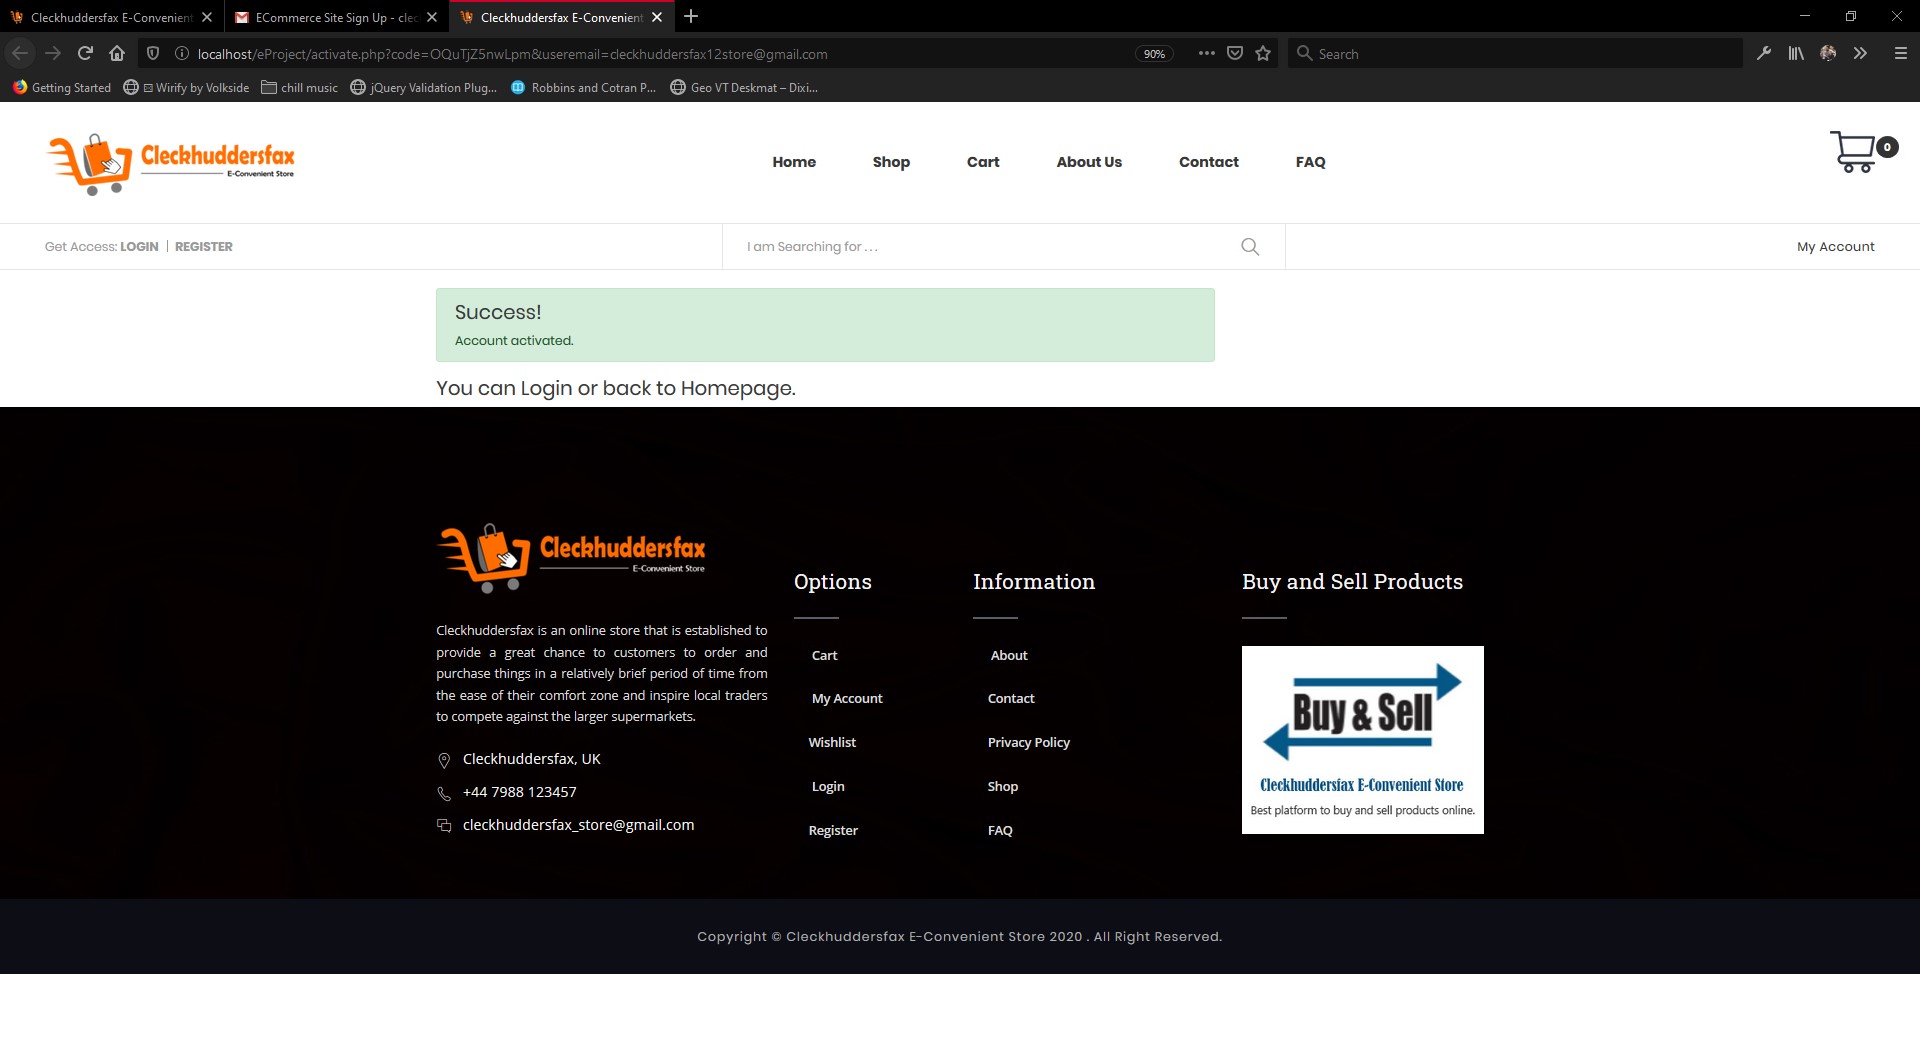 Cleckhuddersfax E-Convenient
ECommerce Site Sign Up - clec
Cleckhuddersfax E-Convenient
localhost/eProject/activate.php?code=OQuTjZ5nwLpm&useremail=cleckhuddersfax12store@gmail.com
90%
Search
Getting Started
Wirify by Volkside
chill music
jQuery Validation Plug...
Robbins and Cotran P...
Geo VT Deskmat – Dixi...
Cleckhuddersfax
E-Convenient Store
Home
Shop
Cart
About Us
Contact
FAQ
0
Get Access: LOGIN | REGISTER
I am Searching for . . .
My Account
Success!
Account activated.
You can Login or back to Homepage.
Cleckhuddersfax
E-Convenient Store
Cleckhuddersfax is an online store that is established to
provide a great chance to customers to order and
purchase things in a relatively brief period of time from
the ease of their comfort zone and inspire local traders
to compete against the larger supermarkets.
Cleckhuddersfax, UK
+44 7988 123457
cleckhuddersfax_store@gmail.com
Options
Cart
My Account
Wishlist
Login
Register
Information
About
Contact
Privacy Policy
Shop
FAQ
Buy and Sell Products
Buy & Sell
Cleckhuddersfax E-Convenient Store
Best platform to buy and sell products online.
Copyright © Cleckhuddersfax E-Convenient Store 2020 . All Right Reserved.